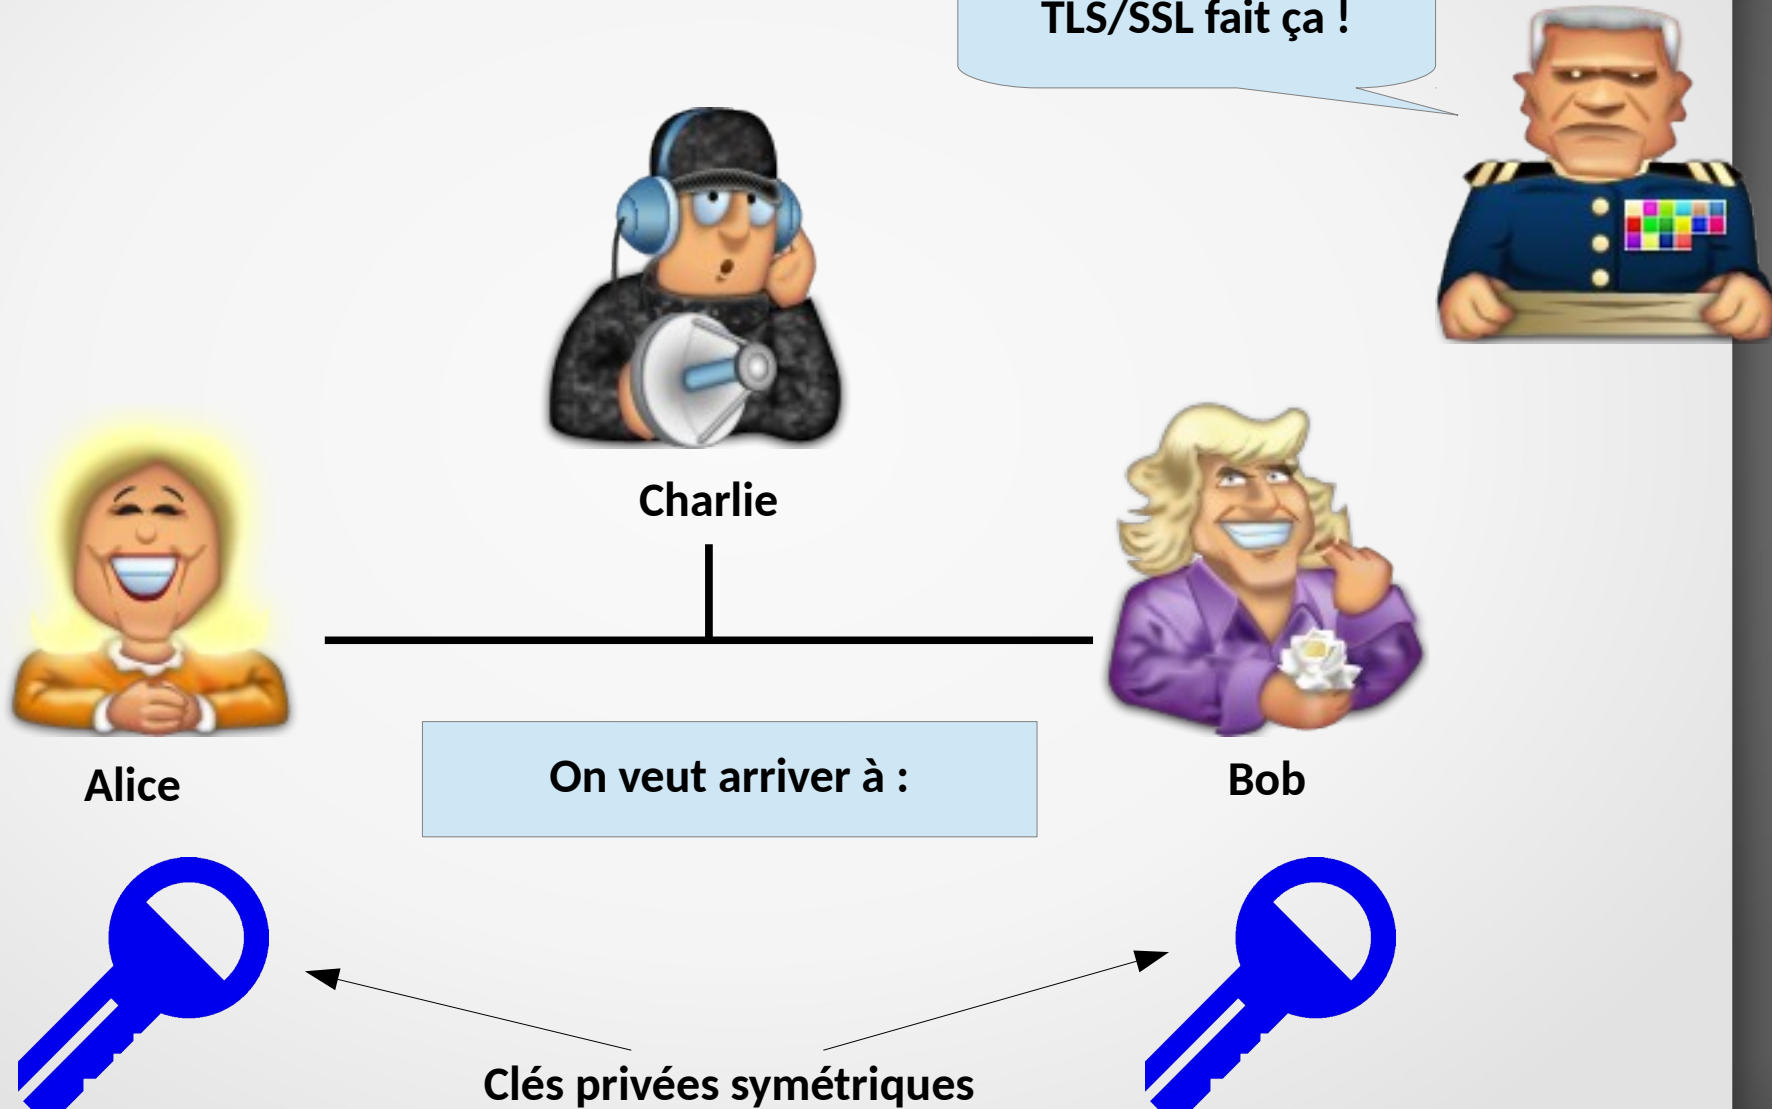 TLS/SSL fait ça !
Charlie
Alice
On veut arriver à :
Bob
Clés privées symétriques